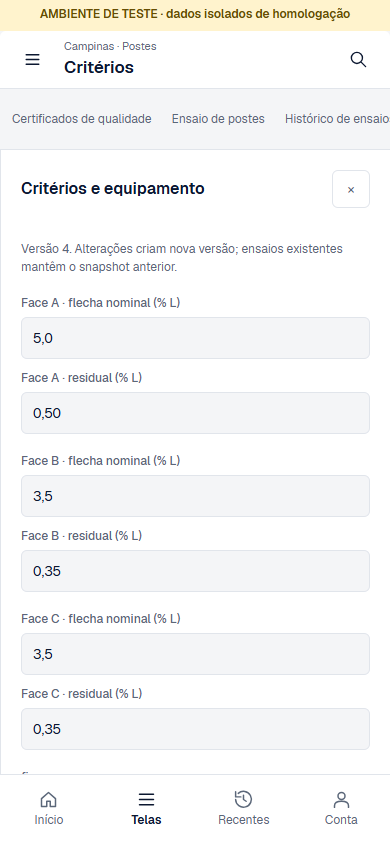 AMBIENTE DE TESTE · dados isolados de homologação
Campinas · Postes
Critérios
Certificados de qualidade
Ensaio de postes
Histórico de ensaio
Critérios e equipamento
×
Versão 4. Alterações criam nova versão; ensaios existentes
mantêm o snapshot anterior.
Face A · flecha nominal (% L)
5,0
Face A · residual (% L)
0,50
Face B · flecha nominal (% L)
3,5
Face B · residual (% L)
0,35
Face C · flecha nominal (% L)
3,5
Face C · residual (% L)
0,35
Início
Telas
Recentes
Conta